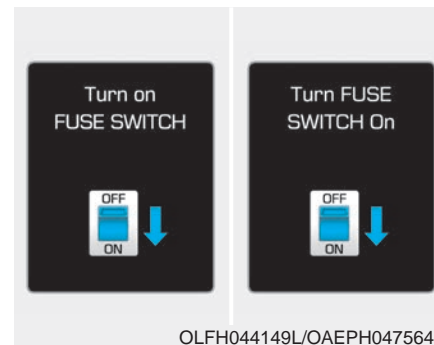 Turn on
FUSE SWITCH
OFF
ON
Turn FUSE
SWITCH On
OFF
ON
OLFH044149L/OAEPH047564